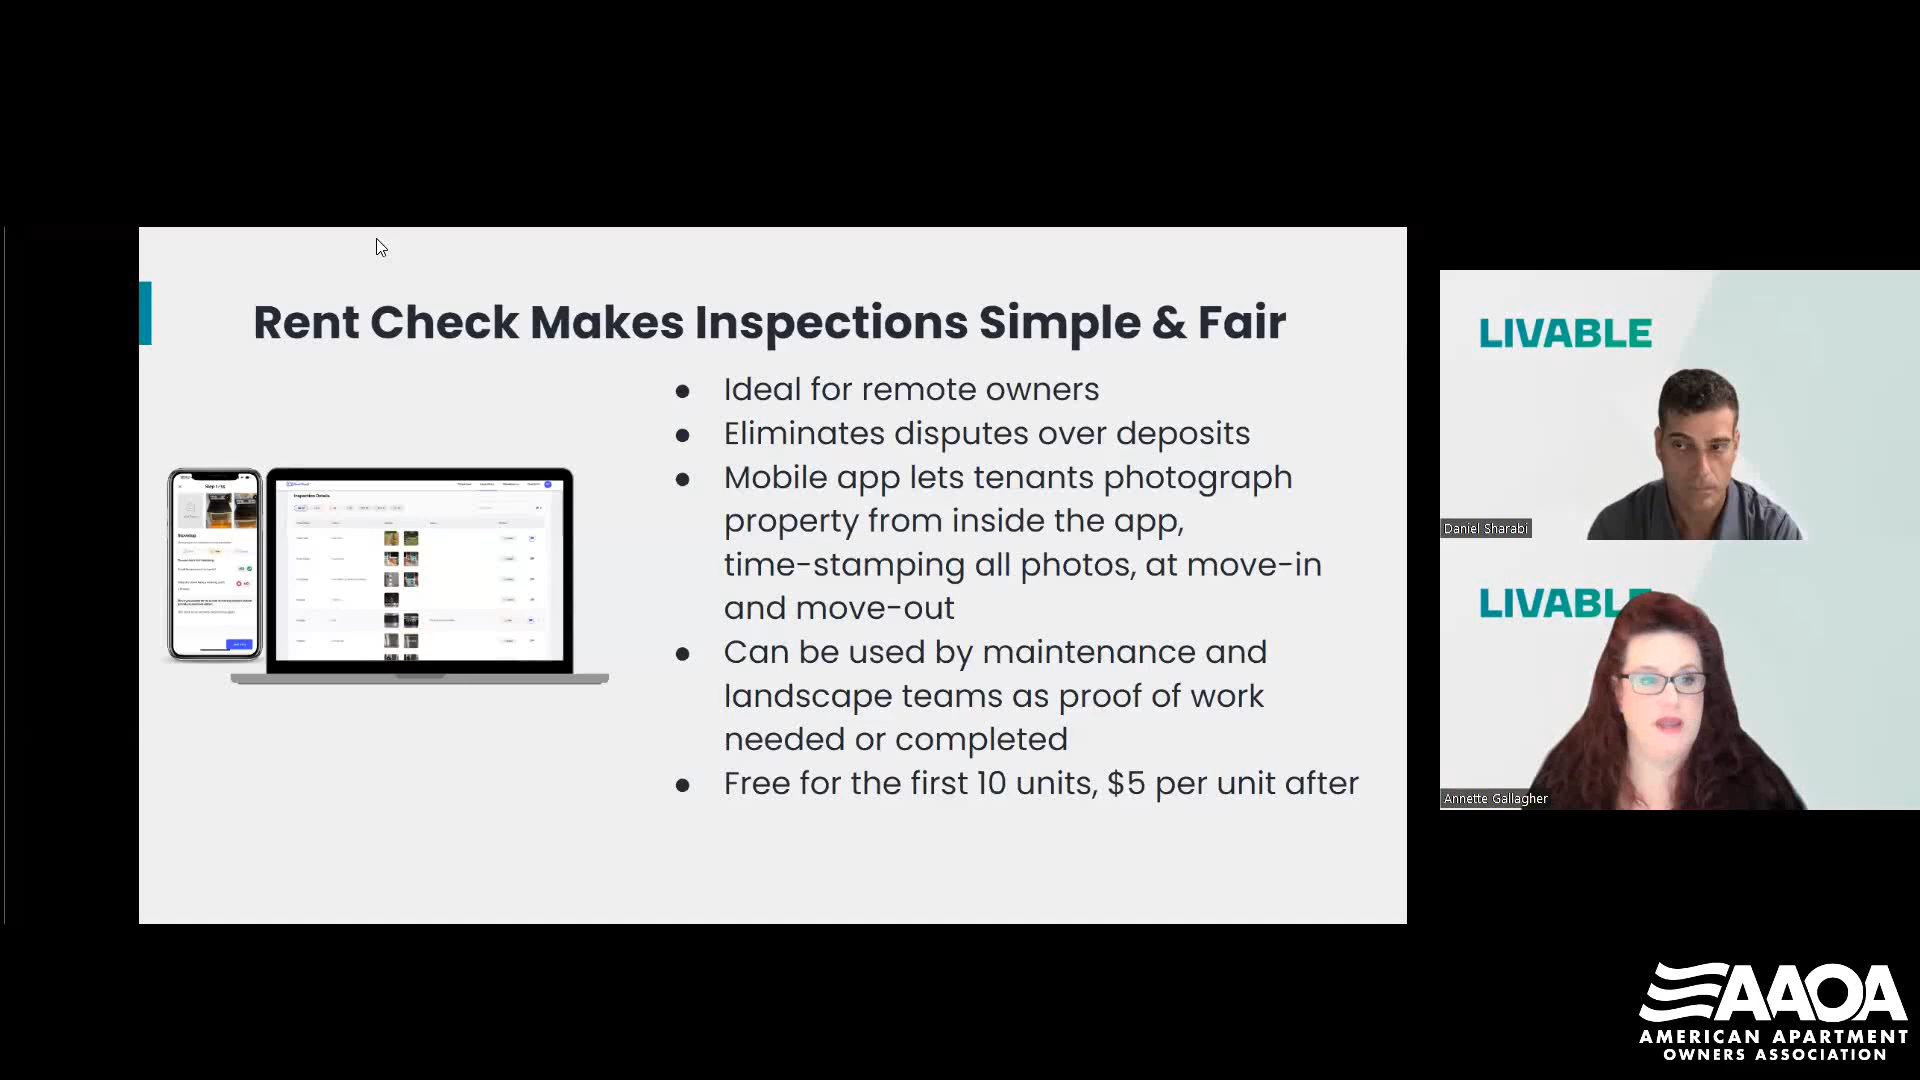 Rent Check Makes Inspections Simple & Fair
● Ideal for remote owners
● Eliminates disputes over deposits
● Mobile app lets tenants photograph
property from inside the app,
time-stamping all photos, at move-in
and move-out
● Can be used by maintenance and
landscape teams as proof of work
needed or completed
● Free for the first 10 units, $5 per unit after
Inspection Details
LIVABLE
Daniel Sharabi
LIVABLE
Annette Gallagher
AAOA
AMERICAN APARTMENT
OWNERS ASSOCIATION